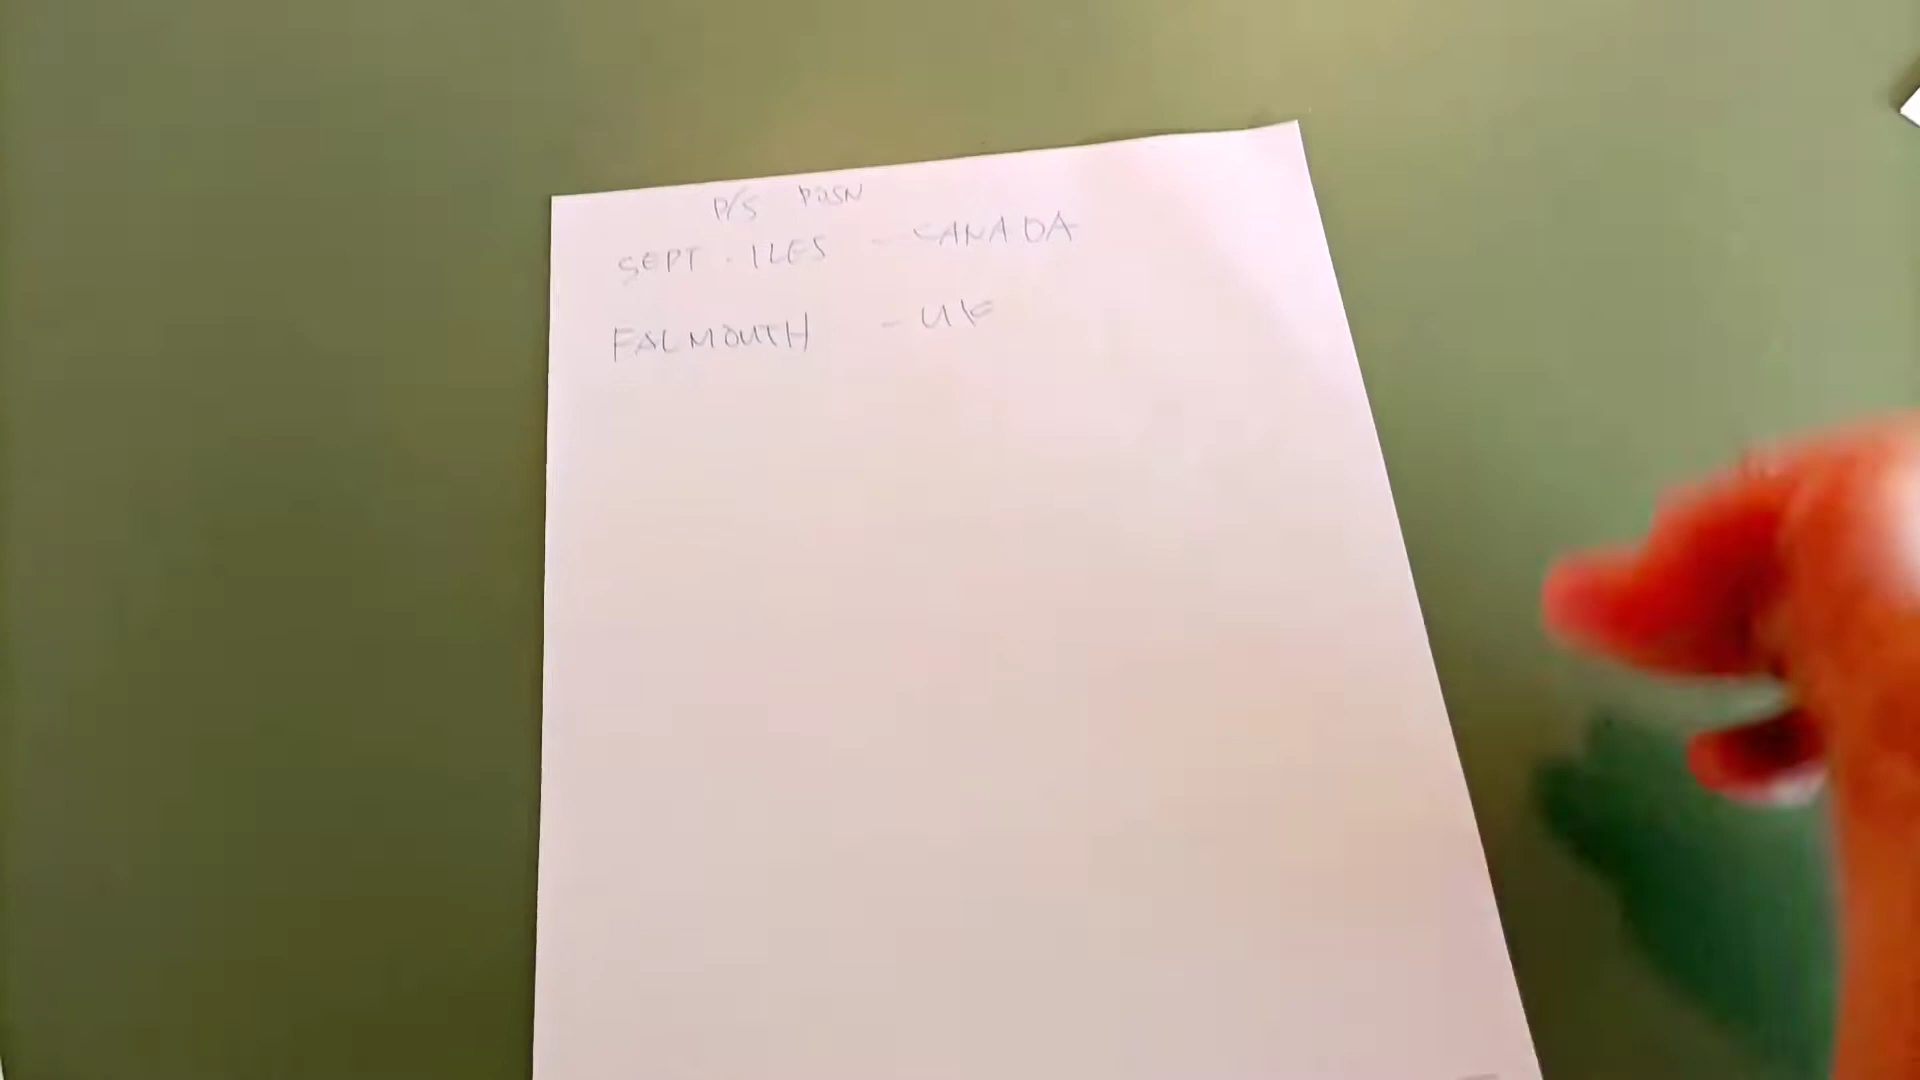 P/S POSN
SEPT. ILES - CANADA
FALMOUTH - UK